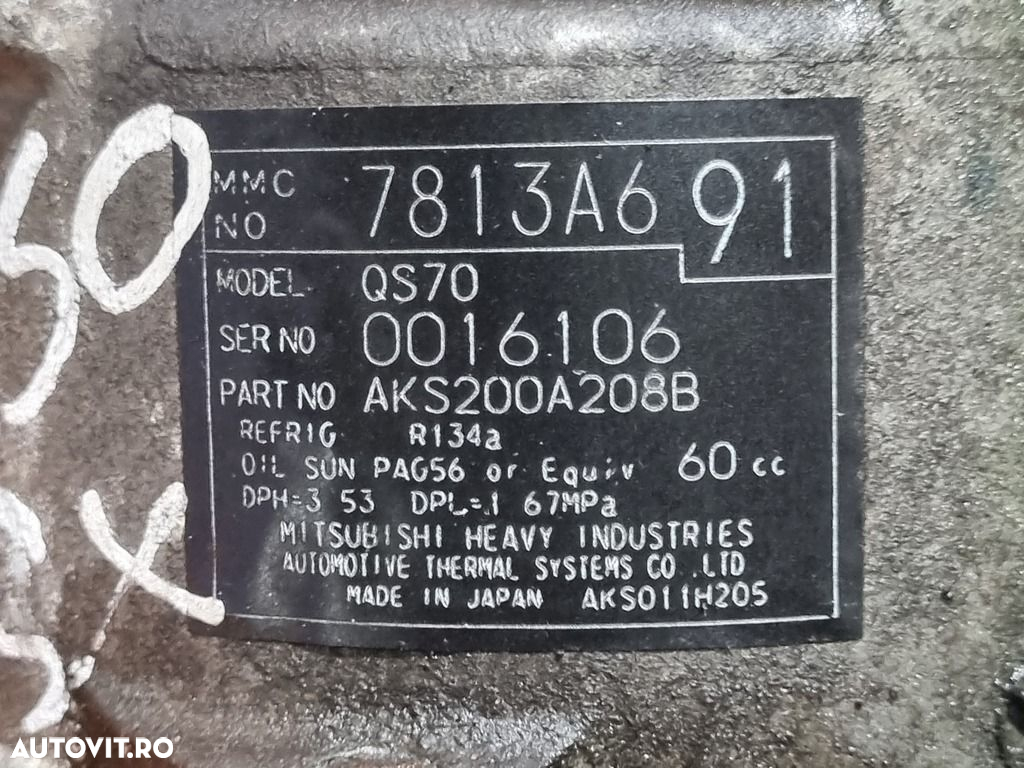 MMC NO 7813A691
MODEL QS70
SER NO 0016106
PART NO AKS200A208B
REFRIG R134a
OIL SUN PAG56 or Equiv 60 cc
DPH=3 53 DPL=1 67MPa
MITSUBISHI HEAVY INDUSTRIES
AUTOMOTIVE THERMAL SYSTEMS CO .LTD
MADE IN JAPAN AKS011H205
AUTOVIT.RO